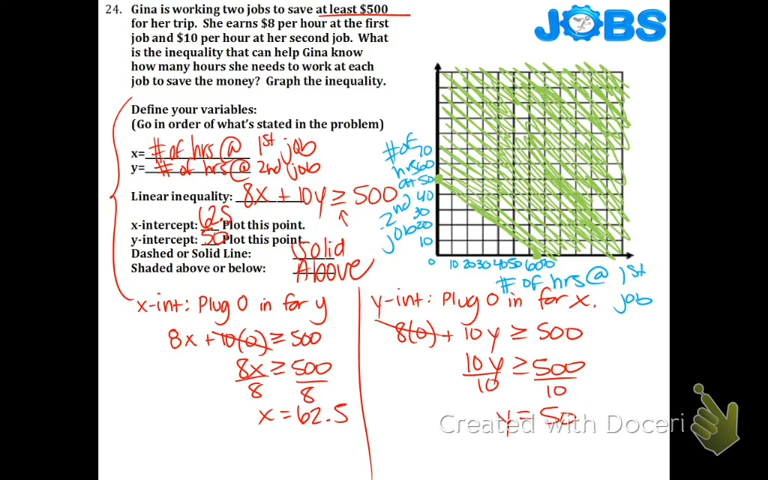 24. Gina is working two jobs to save at least $500
for her trip. She earns $8 per hour at the first
job and $10 per hour at her second job. What
is the inequality that can help Gina know
how many hours she needs to work at each
job to save the money? Graph the inequality.
JOBS
Define your variables:
(Go in order of what's stated in the problem)
x= # of hrs @ 1st job
y= # of hrs @ 2nd job
Linear inequality: 8x + 10y ≥ 500
x-intercept: 62.5 Plot this point.
y-intercept: 50 Plot this point.
Dashed or Solid Line: Solid
Shaded above or below: Above
# of
hrs
at
2nd
job
70
60
50
40
30
20
10
0 10 20 30 40 50 60 70
# of hrs @ 1st
job
x-int: Plug 0 in for y
8x + 10(0) ≥ 500
8x ≥ 500
8 8
x = 62.5
y-int: Plug 0 in for x.
8(0) + 10y ≥ 500
10y ≥ 500
10 10
y = 50
Created with Doceri